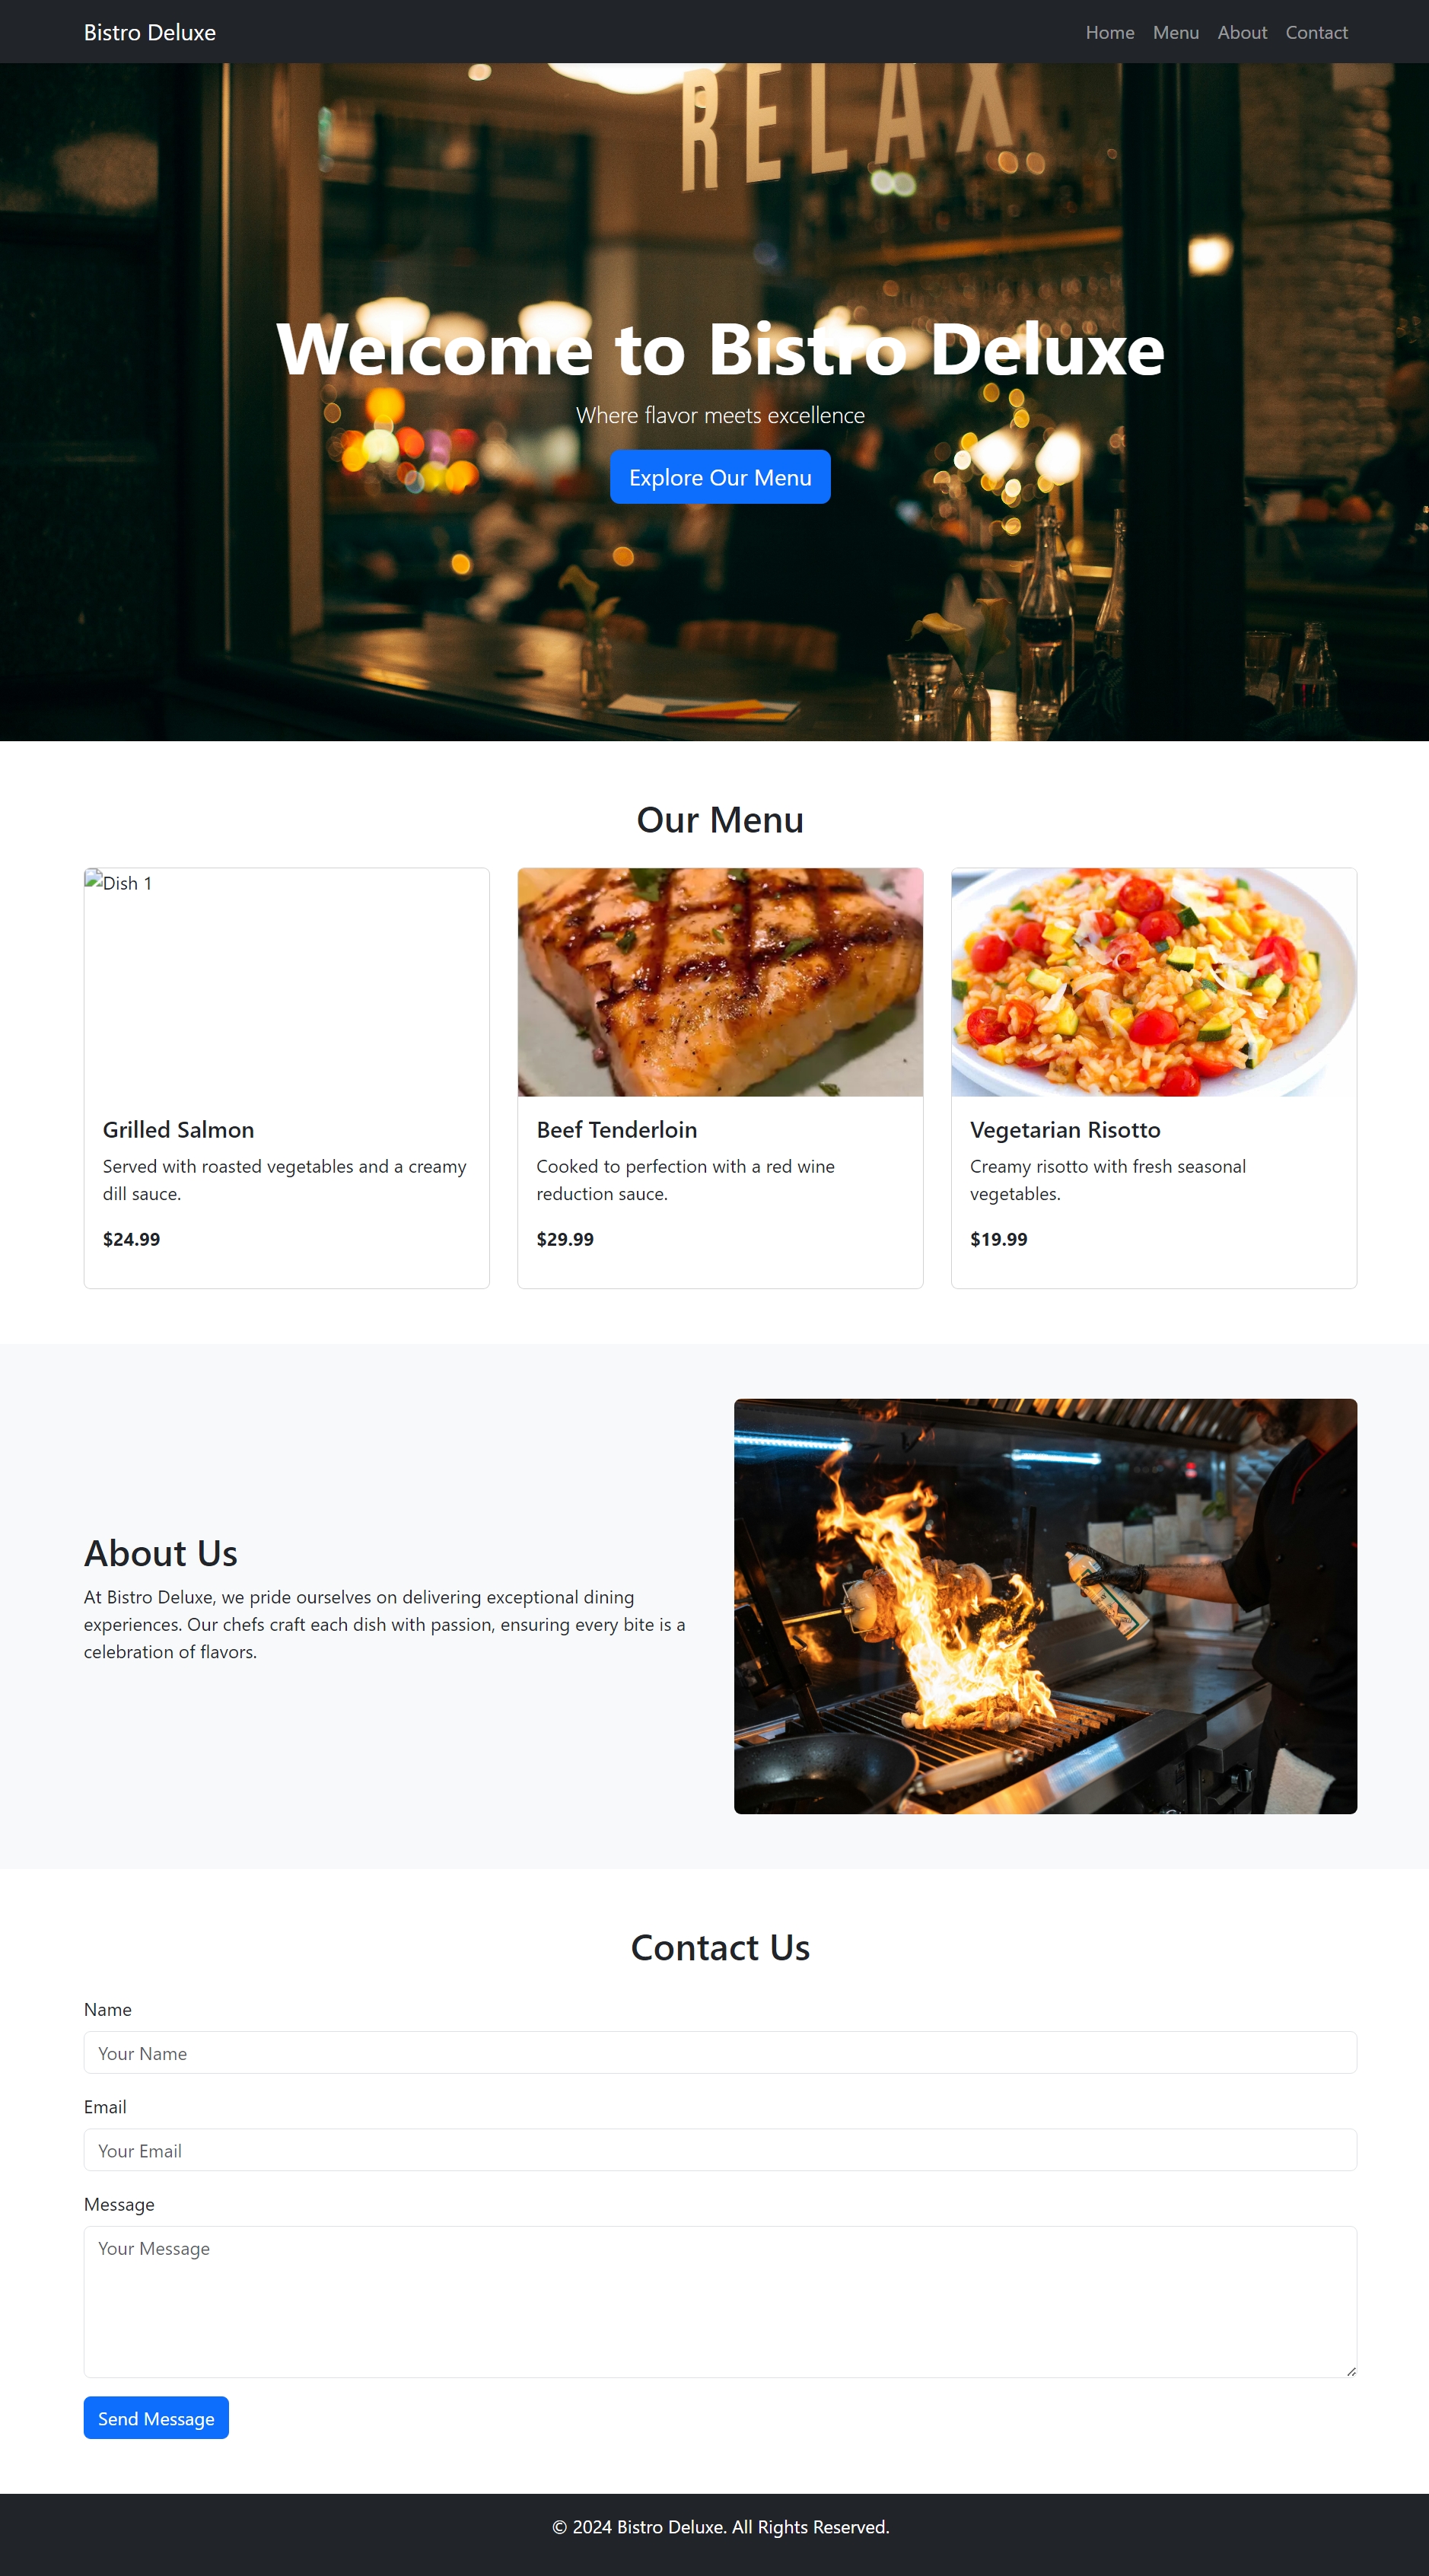 Bistro Deluxe
Home Menu About Contact
RELAX
Welcome to Bistro Deluxe
Where flavor meets excellence
Explore Our Menu
Our Menu
Dish 1
Grilled Salmon
Served with roasted vegetables and a creamy
dill sauce.
$24.99
Beef Tenderloin
Cooked to perfection with a red wine
reduction sauce.
$29.99
Vegetarian Risotto
Creamy risotto with fresh seasonal
vegetables.
$19.99
About Us
At Bistro Deluxe, we pride ourselves on delivering exceptional dining
experiences. Our chefs craft each dish with passion, ensuring every bite is a
celebration of flavors.
Contact Us
Name
Your Name
Email
Your Email
Message
Your Message
Send Message
© 2024 Bistro Deluxe. All Rights Reserved.